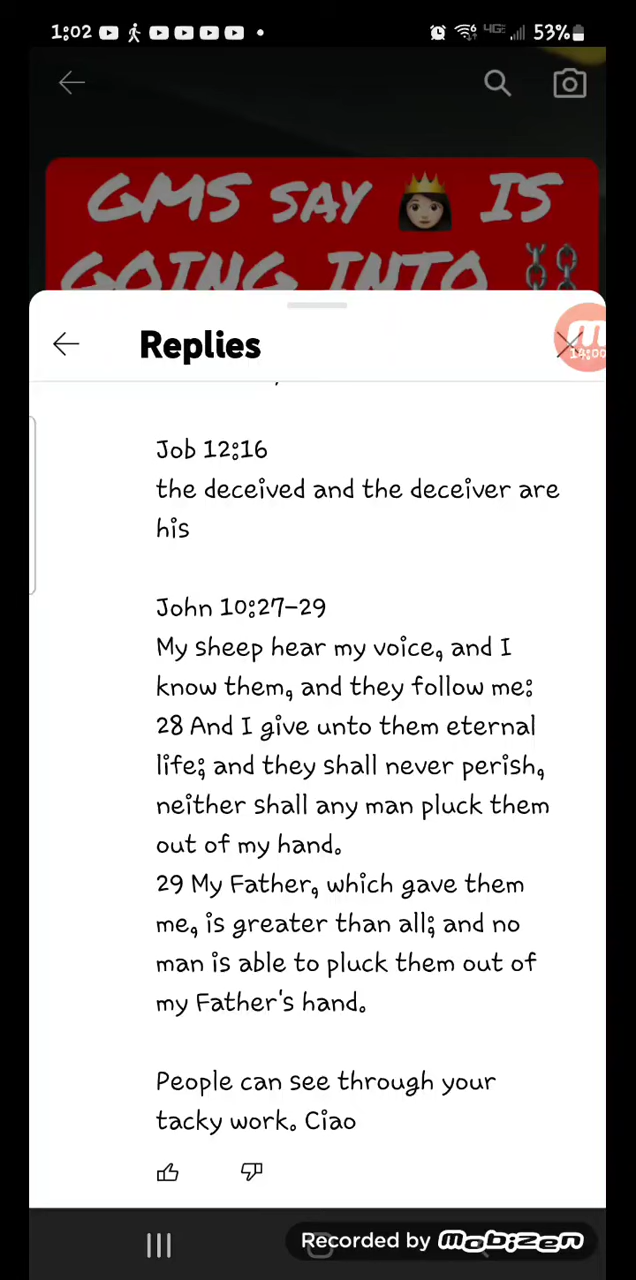 1:02
53%
GMS SAY IS
GOING INTO
Replies
14:00
Job 12:16
the deceived and the deceiver are
his
John 10:27-29
My sheep hear my voice, and I
know them, and they follow me:
28 And I give unto them eternal
life; and they shall never perish,
neither shall any man pluck them
out of my hand.
29 My Father, which gave them
me, is greater than all; and no
man is able to pluck them out of
my Father's hand.
People can see through your
tacky work. Ciao
Recorded by mobizen